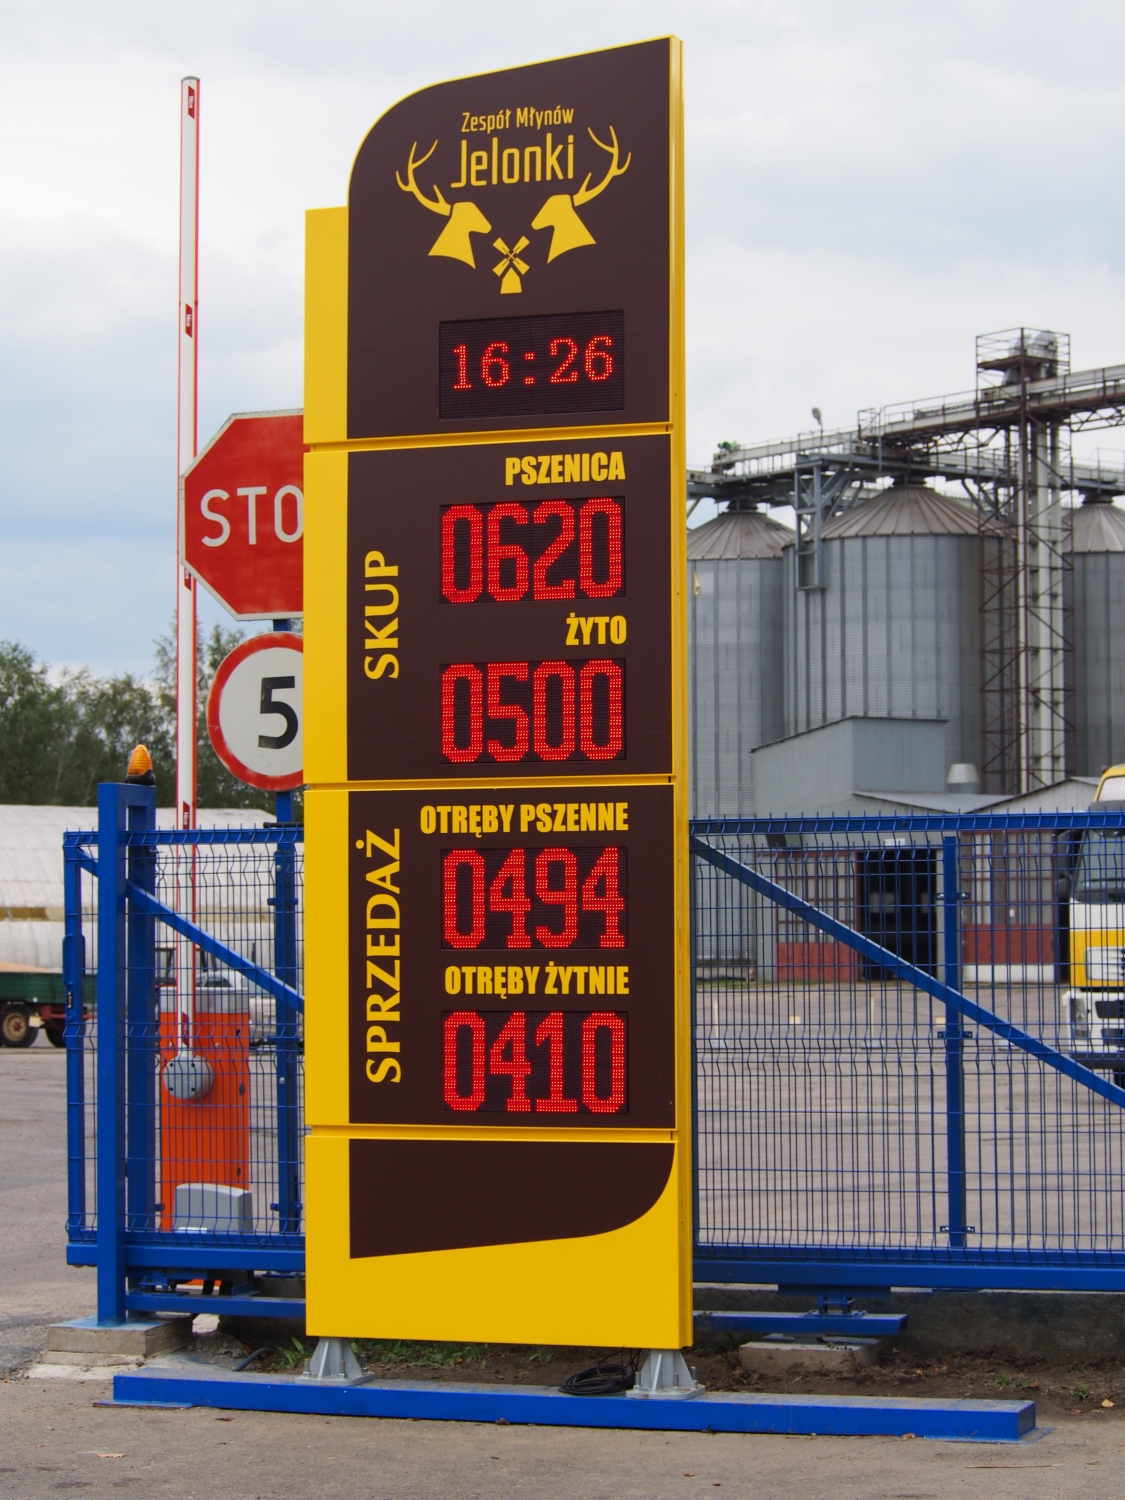 Zespół Młynów
Jelonki
16:26
SKUP
PSZENICA
0620
ŻYTO
0500
SPRZEDAŻ
OTRĘBY PSZENNE
0494
OTRĘBY ŻYTNIE
0410
STO
5